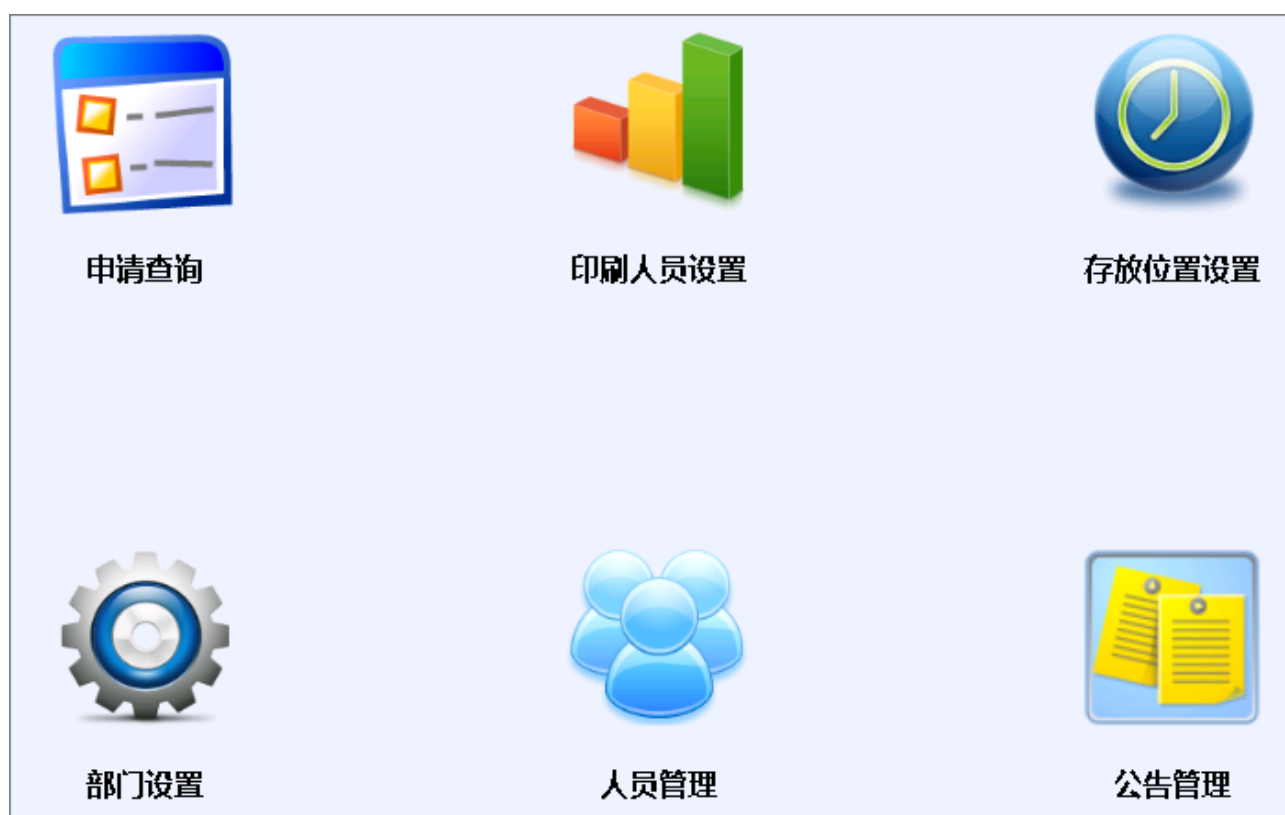 申请查询
印刷人员设置
存放位置设置
部门设置
人员管理
公告管理